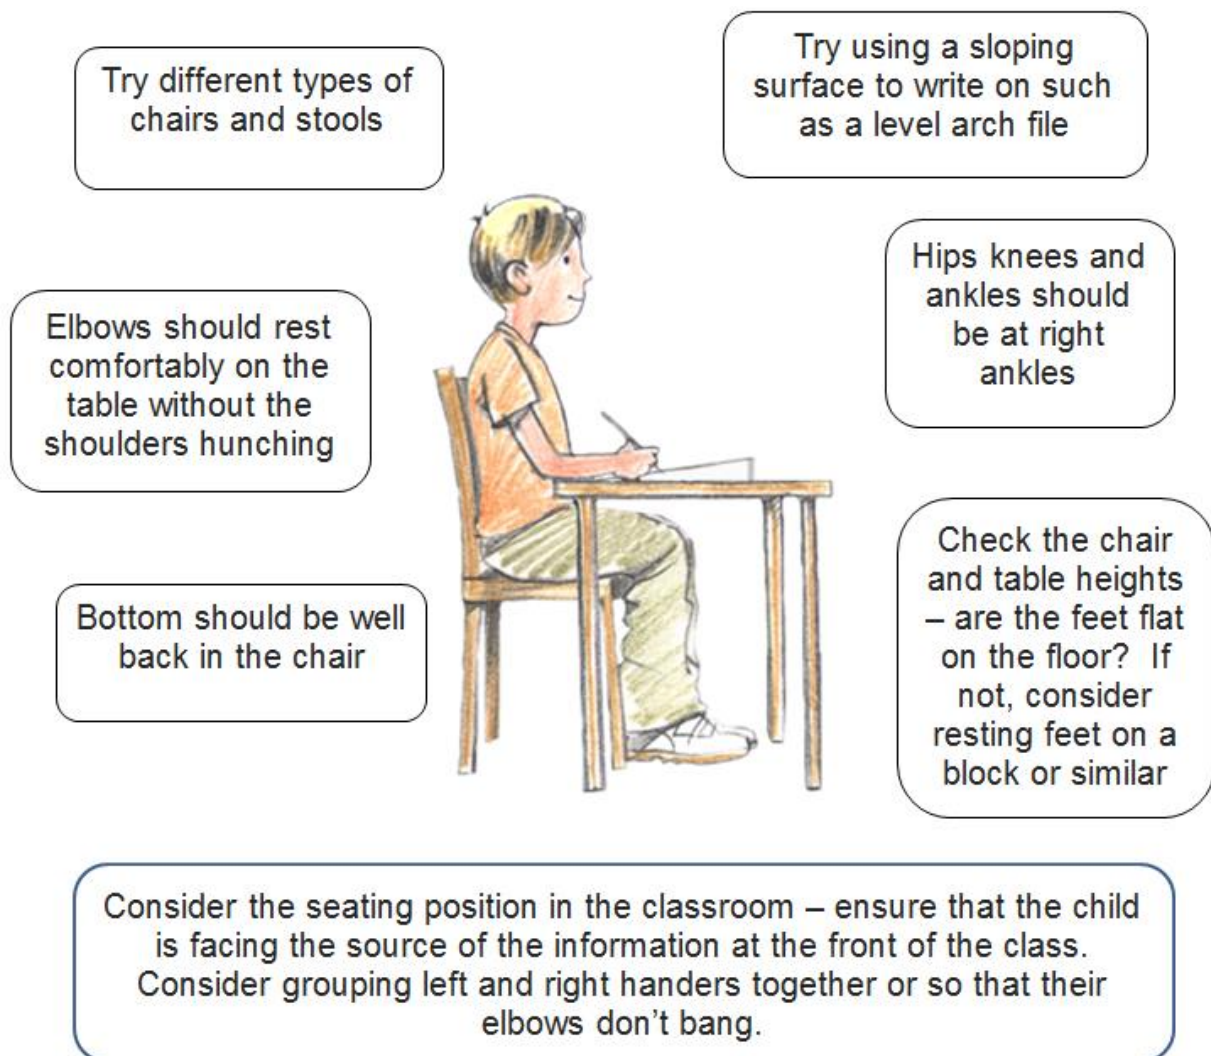 Try different types of
chairs and stools
Try using a sloping
surface to write on such
as a level arch file
Elbows should rest
comfortably on the
table without the
shoulders hunching
Hips knees and
ankles should
be at right
ankles
Bottom should be well
back in the chair
Check the chair
and table heights
– are the feet flat
on the floor?  If
not, consider
resting feet on a
block or similar
Consider the seating position in the classroom – ensure that the child
is facing the source of the information at the front of the class.
Consider grouping left and right handers together or so that their
elbows don’t bang.